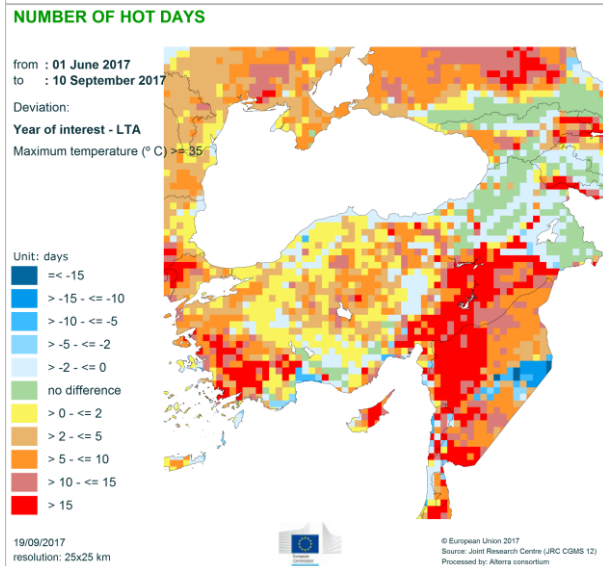 NUMBER OF HOT DAYS
from : 01 June 2017
to : 10 September 2017
Deviation:
Year of interest - LTA
Maximum temperature (º C) >= 35
Unit: days
=< -15
> -15 - <= -10
> -10 - <= -5
> -5 - <= -2
> -2 - <= 0
no difference
> 0 - <= 2
> 2 - <= 5
> 5 - <= 10
> 10 - <= 15
> 15
19/09/2017
resolution: 25x25 km
European
Commission
© European Union 2017
Source: Joint Research Centre (JRC CGMS 12)
Processed by: Alterra consortium